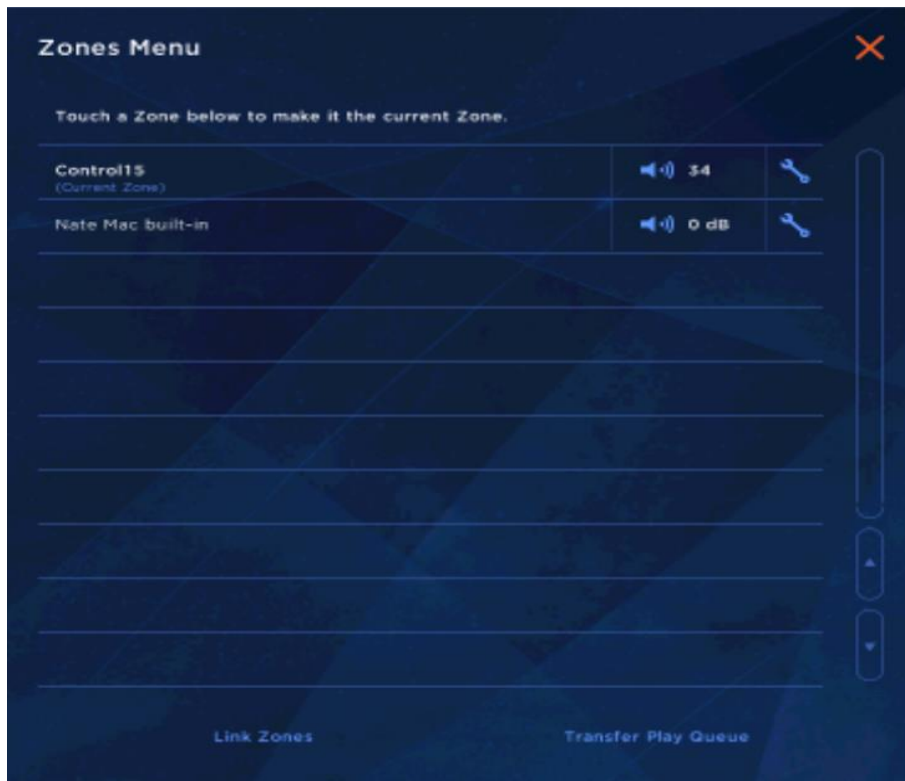 Zones Menu
Touch a Zone below to make it the current Zone.
Control15
(Current Zone)
34
Nate Mac built-in
0 dB
Link Zones
Transfer Play Queue